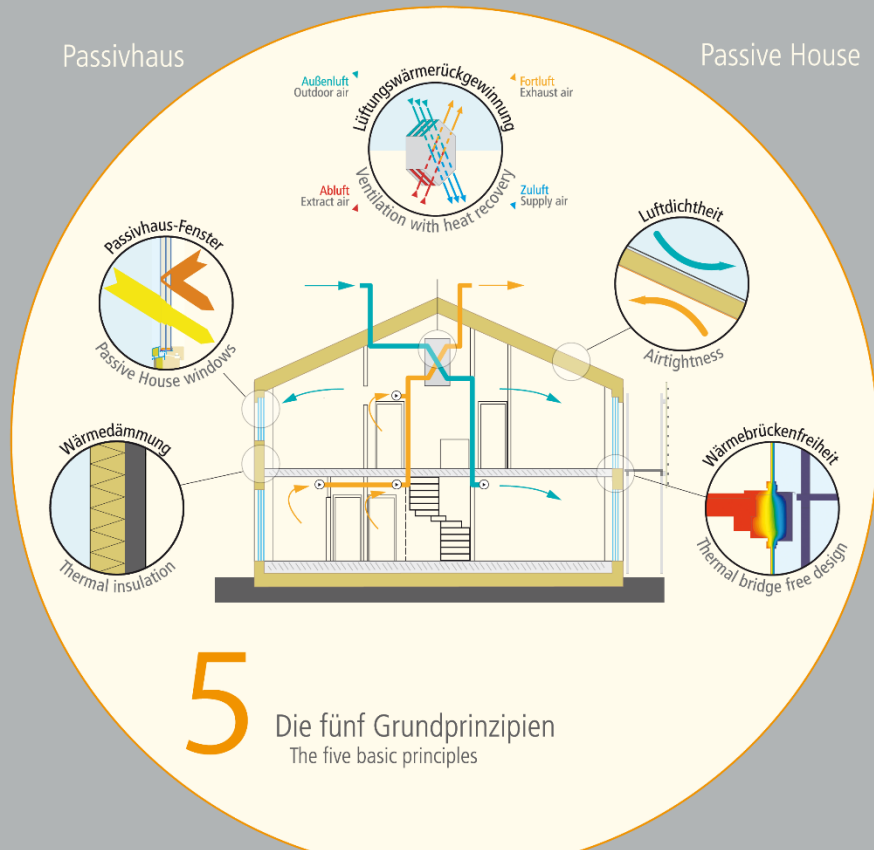 Passivhaus
Passive House
Lüftungswärmerückgewinnung
Außenluft
Outdoor air
Fortluft
Exhaust air
Abluft
Extract air
Zuluft
Supply air
Ventilation with heat recovery
Passivhaus-Fenster
Passive House windows
Luftdichtheit
Airtightness
Wärmedämmung
Thermal insulation
Wärmebrückenfreiheit
Thermal bridge free design
5
Die fünf Grundprinzipien
The five basic principles